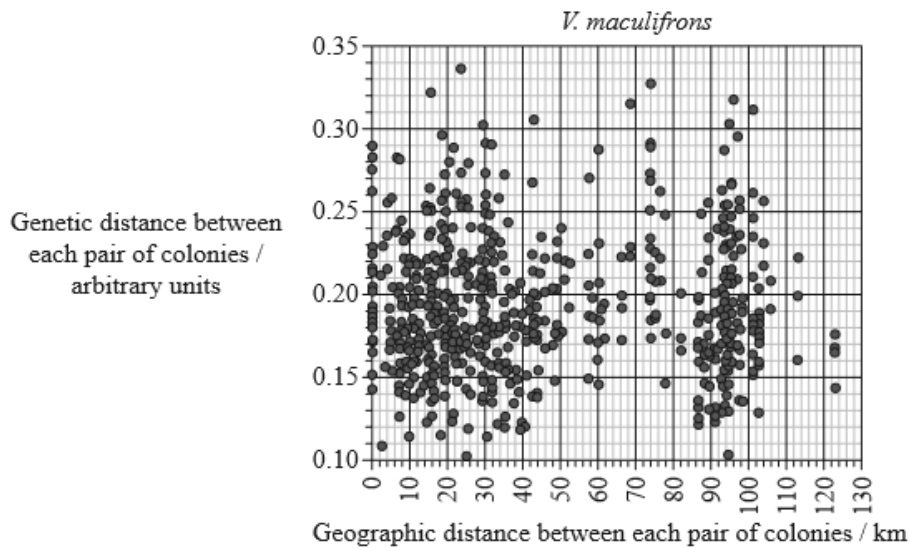 V. maculifrons
0.35
0.30
0.25
0.20
0.15
0.10
Genetic distance between
each pair of colonies /
arbitrary units
0 10 20 30 40 50 60 70 80 90 100 110 120 130
Geographic distance between each pair of colonies / km